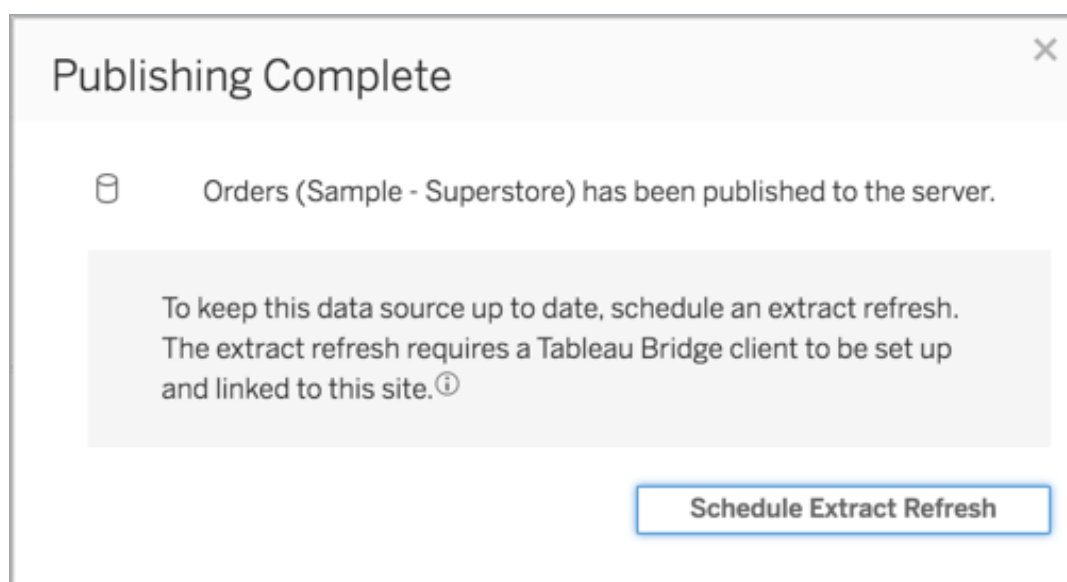 Publishing Complete
Orders (Sample - Superstore) has been published to the server.
To keep this data source up to date, schedule an extract refresh.
The extract refresh requires a Tableau Bridge client to be set up
and linked to this site.
Schedule Extract Refresh